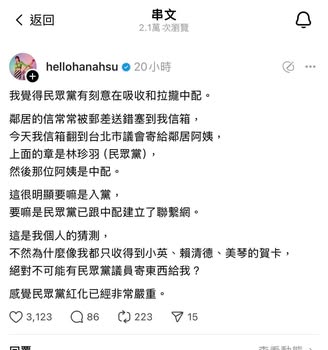 返回
串文
2.1萬 次瀏覽
hellohanahsu 20小時
我覺得民眾黨有刻意在吸收和拉攏中配。
鄰居的信常常被郵差送錯塞到我信箱，
今天我信箱翻到台北市議會寄給鄰居阿姨，
上面的章是林珍羽（民眾黨），
然後那位阿姨是中配。
這很明顯要嘛是入黨，
要嘛是民眾黨已跟中配建立了聯繫網。
這是我個人的猜測，
不然為什麼像我都只收得到小英、賴清德、美琴的賀卡，
絕對不可能有民眾黨議員寄東西給我？
感覺民眾黨紅化已經非常嚴重。
3,123 86 223 15